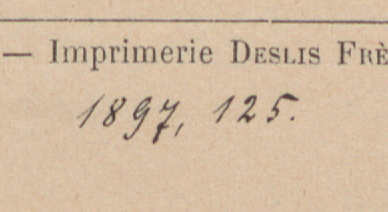 — Imprimerie DESLIS FRÈ
1897, 125.